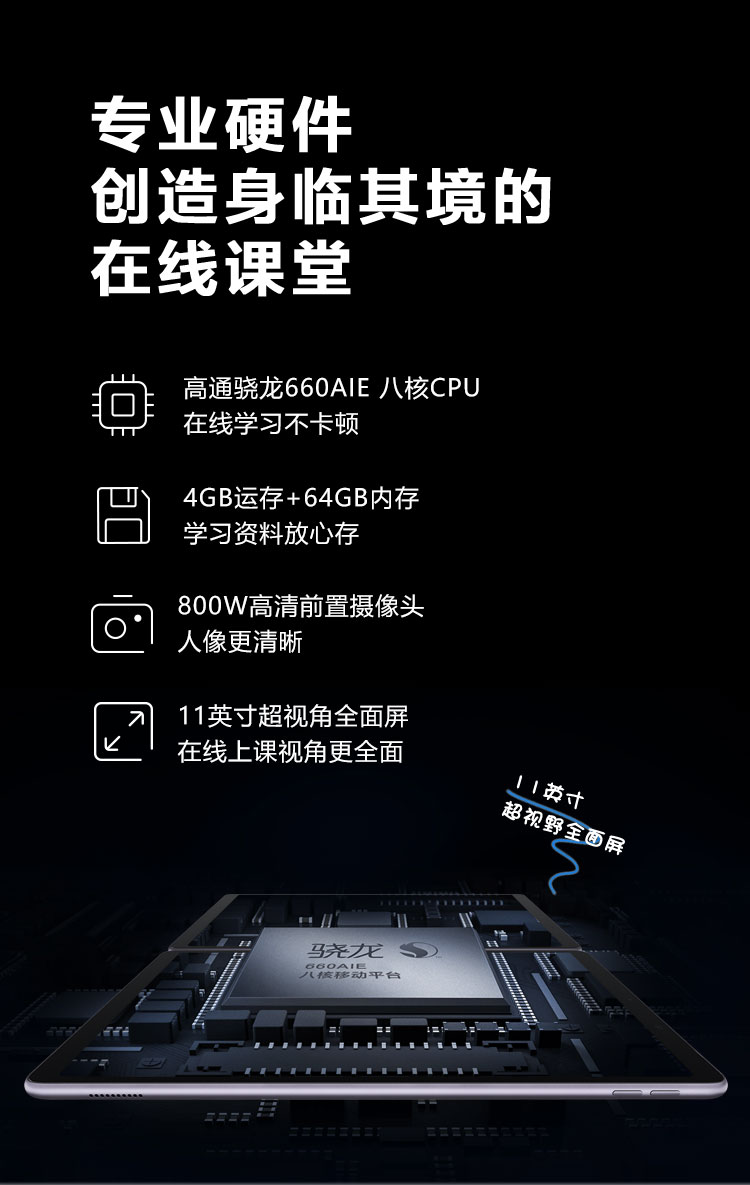 专业硬件
创造身临其境的
在线课堂
高通骁龙660AIE 八核CPU
在线学习不卡顿
4GB运存+64GB内存
学习资料放心存
800W高清前置摄像头
人像更清晰
11英寸超视角全面屏
在线上课视角更全面
11英寸
超视野全面屏
骁龙
660AIE
八核移动平台